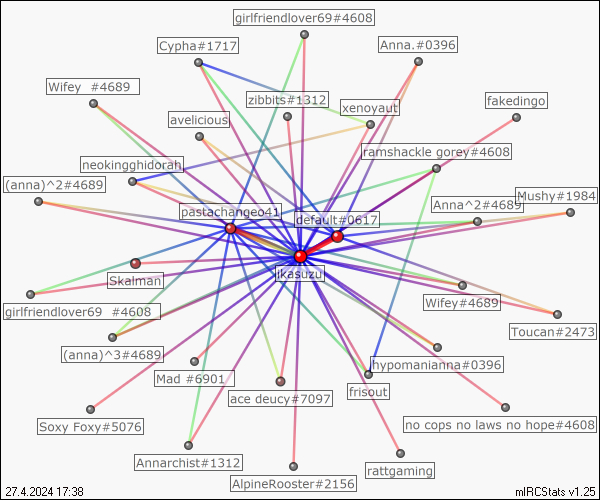 girlfriendlover69#4608
Cypha#1717
Anna.#0396
Wifey  #4689
zibbits#1312
xenoyaut
fakedingo
avelicious
ramshackle gorey#4608
neokingghidorah
(anna)^2#4689
Mushy#1984
Anna^2#4689
pastachangeo41
default#0617
Skalman
ikasuzu
Wifey#4689
girlfriendlover69  #4608
Toucan#2473
(anna)^3#4689
hypomanianna#0396
Mad #6901
ace deucy#7097
frisout
no cops no laws no hope#4608
Soxy Foxy#5076
Annarchist#1312
rattgaming
AlpineRooster#2156
27.4.2024 17:38
mIRCStats v1.25